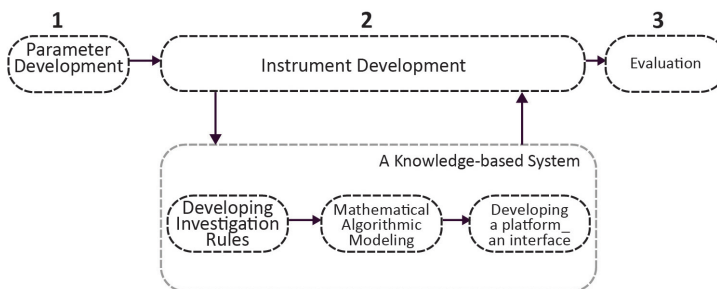 1
2
3
Parameter
Development
Instrument Development
Evaluation
A Knowledge-based System
Developing
Investigation
Rules
Mathematical
Algorithmic
Modeling
Developing
a platform_
an interface